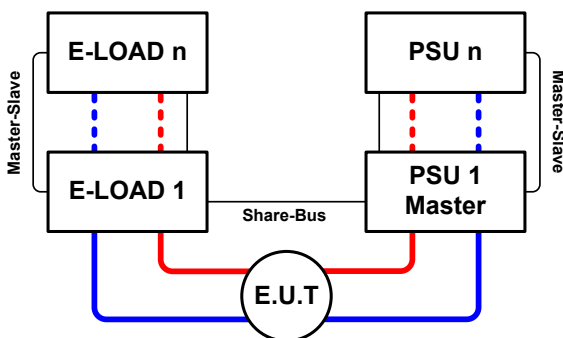 E-LOAD n
PSU n
Master-Slave
Master-Slave
E-LOAD 1
PSU 1
Master
Share-Bus
E.U.T